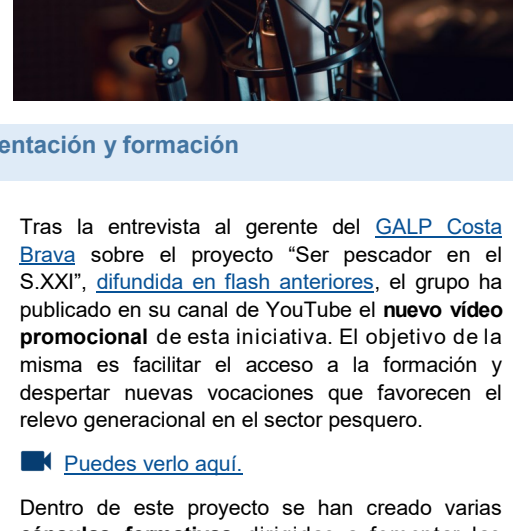 entación y formación
Tras la entrevista al gerente del GALP Costa
Brava sobre el proyecto “Ser pescador en el
S.XXI”, difundida en flash anteriores, el grupo ha
publicado en su canal de YouTube el nuevo vídeo
promocional de esta iniciativa. El objetivo de la
misma es facilitar el acceso a la formación y
despertar nuevas vocaciones que favorecen el
relevo generacional en el sector pesquero.
Puedes verlo aquí.
Dentro de este proyecto se han creado varias